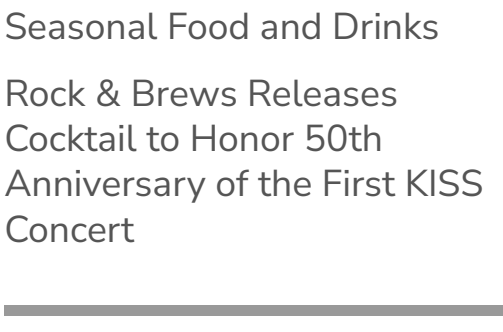 Seasonal Food and Drinks
Rock & Brews Releases
Cocktail to Honor 50th
Anniversary of the First KISS
Concert